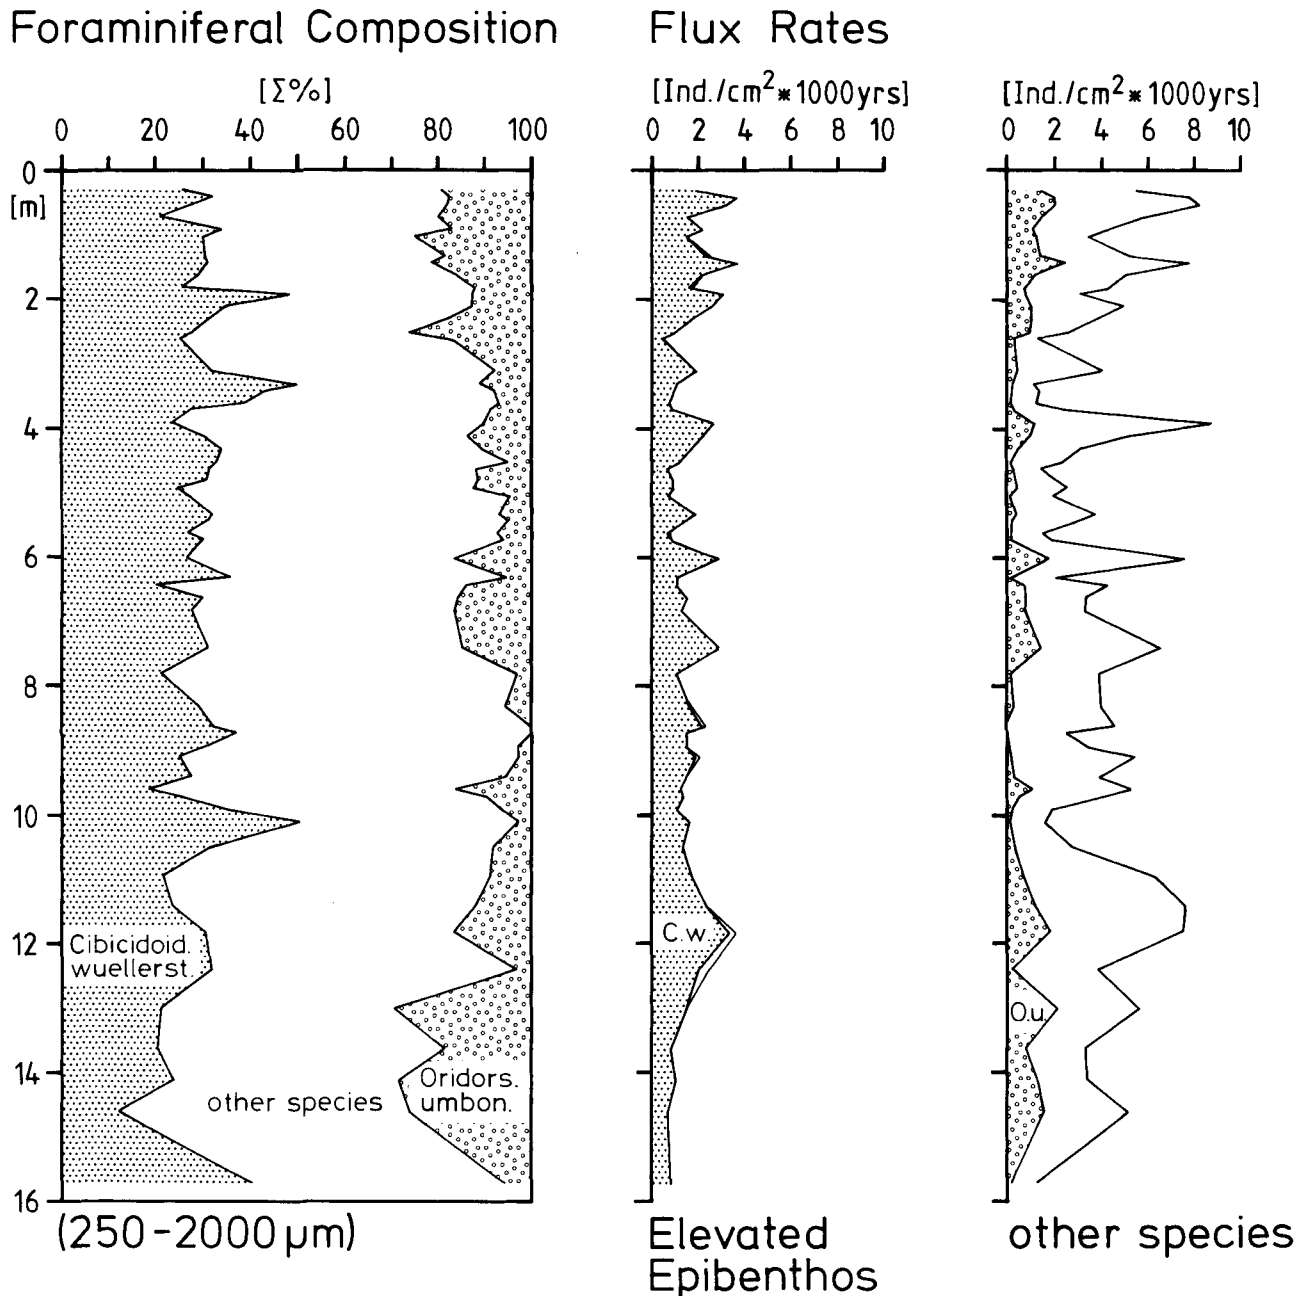 Foraminiferal Composition
Flux Rates
[Σ%]
[Ind./cm²*1000yrs]
[Ind./cm²*1000yrs]
0 20 40 60 80 100
0 2 4 6 8 10
0 2 4 6 8 10
0
[m]
2
4
6
8
10
12
14
16
Cibicidoid.
wuellerst.
other species
Oridors.
umbon.
C.w.
O.u.
(250-2000 µm)
Elevated
Epibenthos
other species